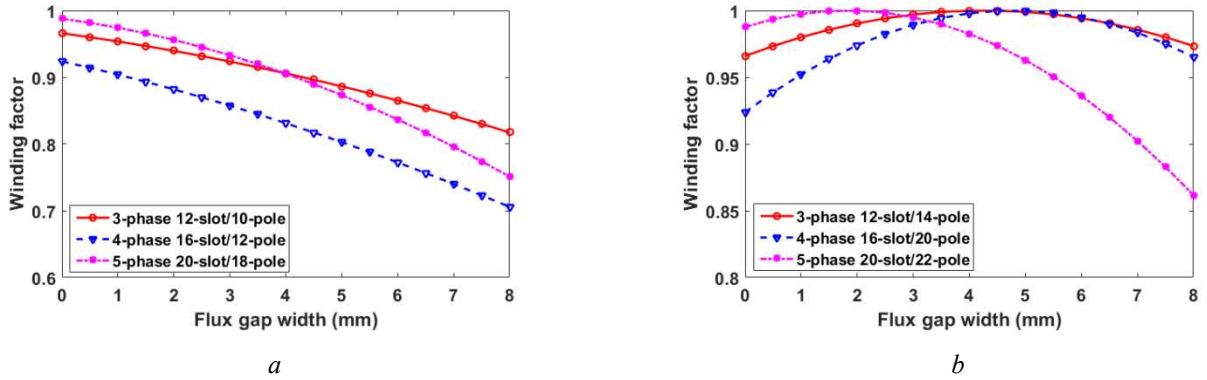 Winding factor
1
0.9
0.8
0.7
0.6
3-phase 12-slot/10-pole
4-phase 16-slot/12-pole
5-phase 20-slot/18-pole
0 1 2 3 4 5 6 7 8
Flux gap width (mm)
a
Winding factor
1
0.95
0.9
0.85
0.8
3-phase 12-slot/14-pole
4-phase 16-slot/20-pole
5-phase 20-slot/22-pole
0 1 2 3 4 5 6 7 8
Flux gap width (mm)
b